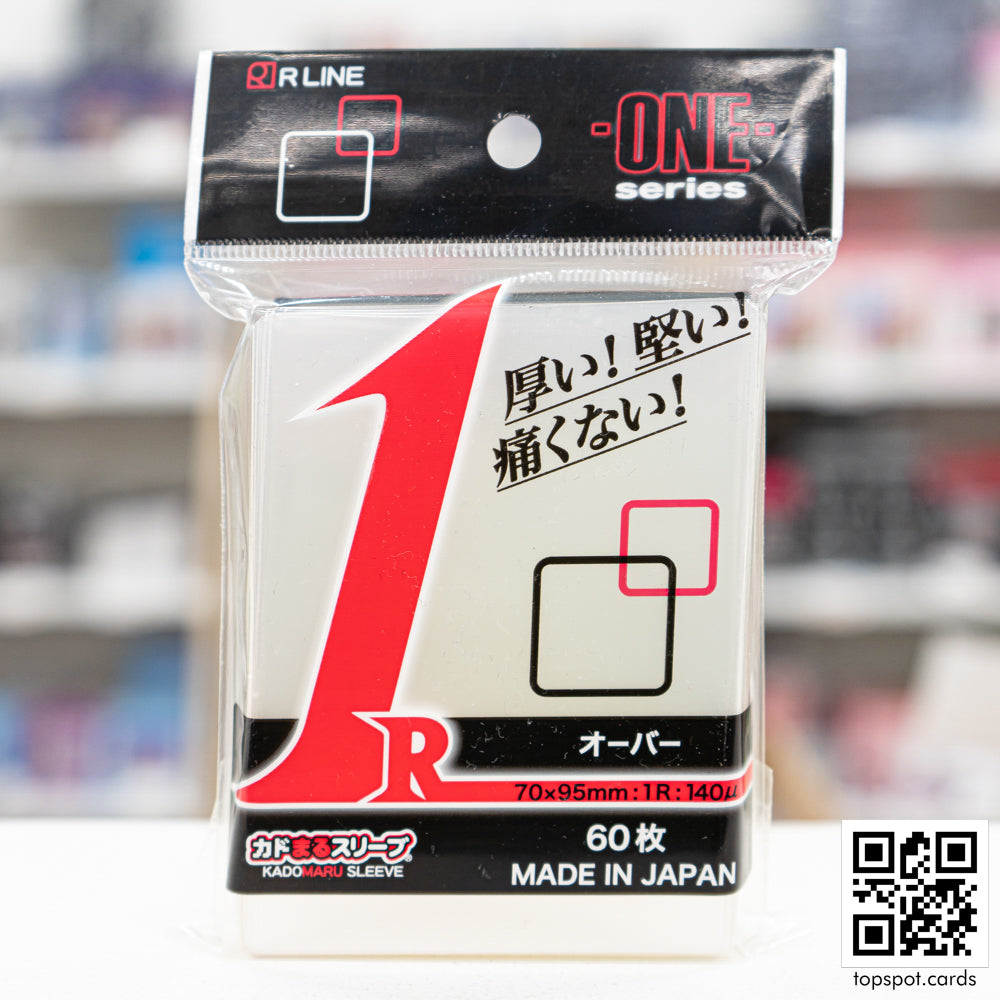 R LINE
-ONE-
series
厚い!堅い!
痛くない!
1
R
オーバー
70×95mm:1R:140μ
カドまるスリーブ®
KADOMARU SLEEVE
60枚
MADE IN JAPAN
topspot.cards